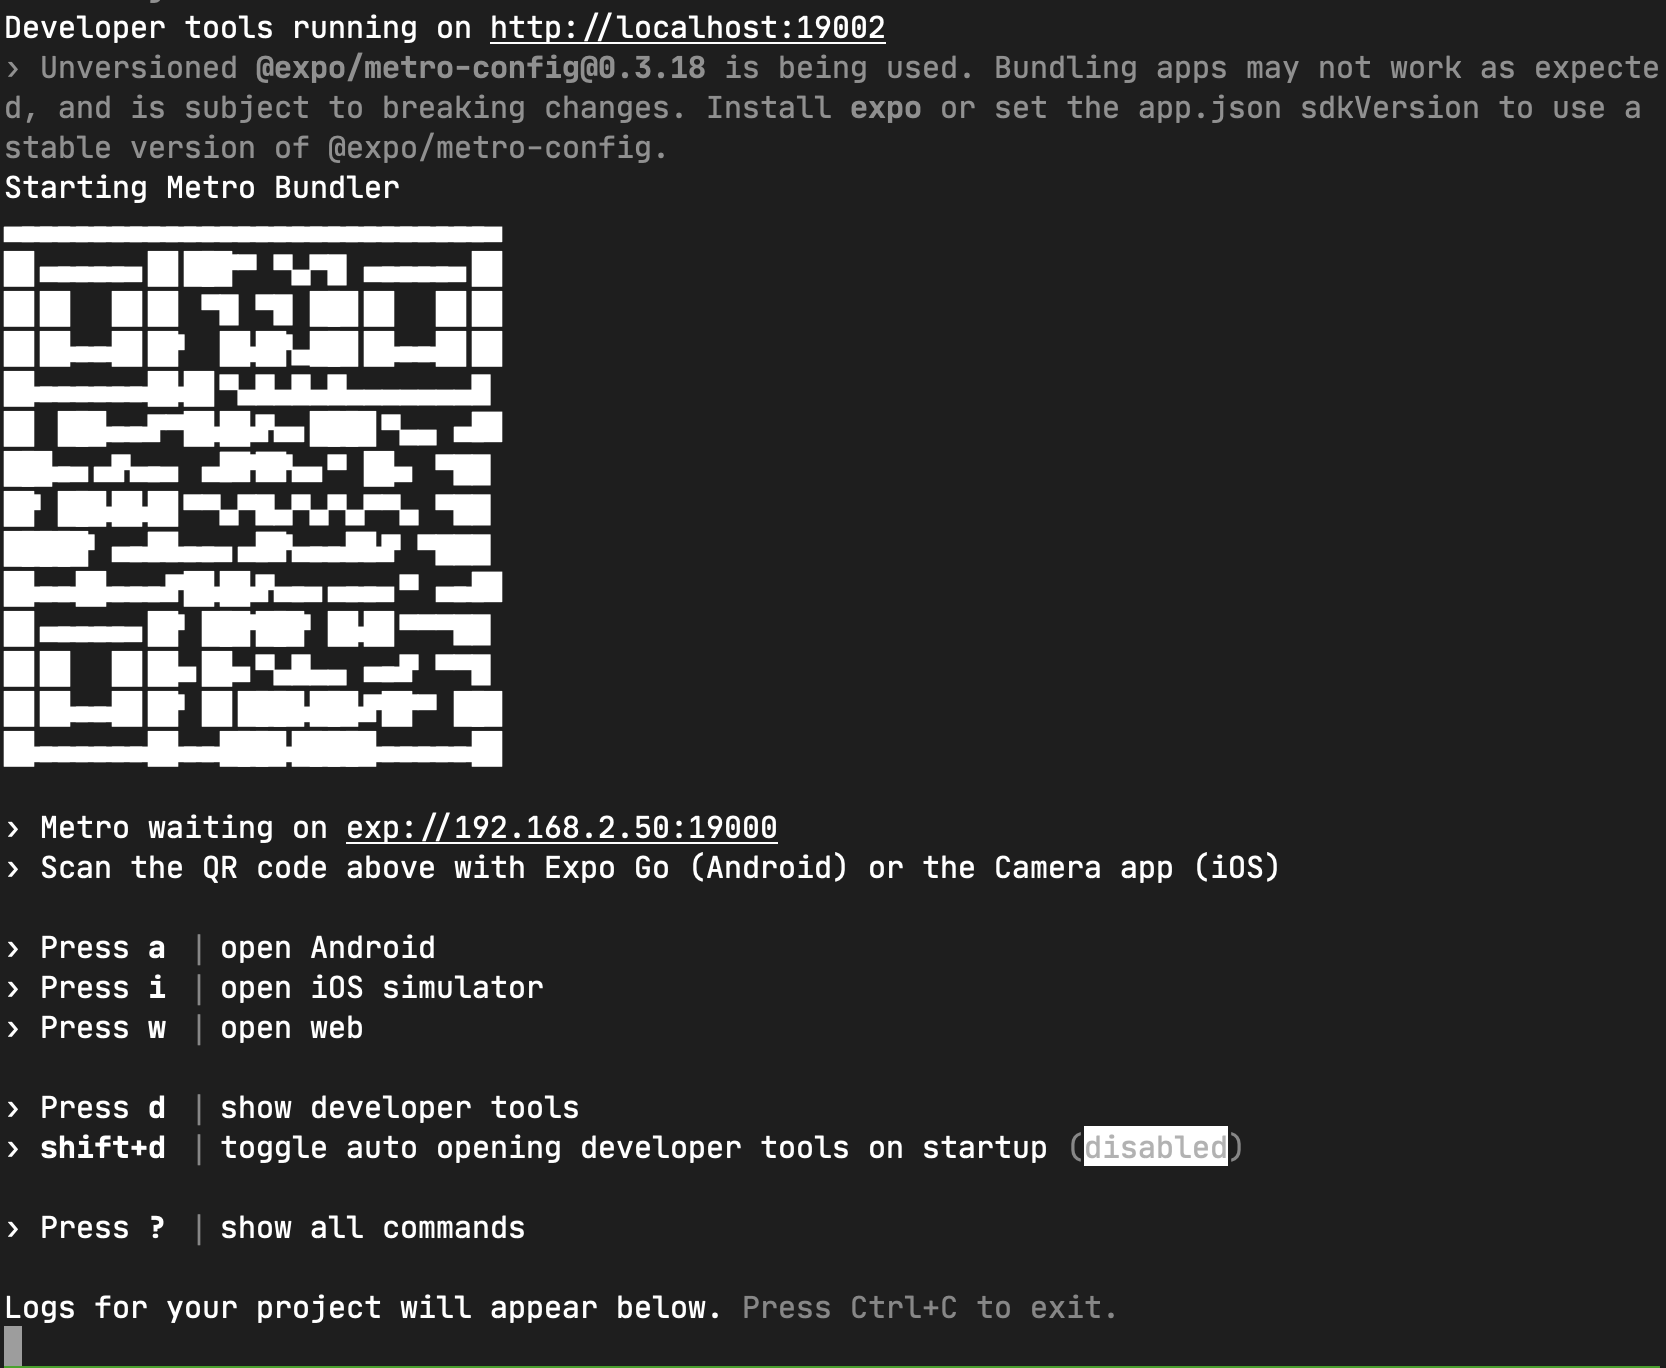 Developer tools running on http://localhost:19002
› Unversioned @expo/metro-config@0.3.18 is being used. Bundling apps may not work as expecte
d, and is subject to breaking changes. Install expo or set the app.json sdkVersion to use a
stable version of @expo/metro-config.
Starting Metro Bundler
› Metro waiting on exp://192.168.2.50:19000
› Scan the QR code above with Expo Go (Android) or the Camera app (iOS)
› Press a │ open Android
› Press i │ open iOS simulator
› Press w │ open web
› Press d │ show developer tools
› shift+d │ toggle auto opening developer tools on startup (disabled)
› Press ? │ show all commands
Logs for your project will appear below. Press Ctrl+C to exit.